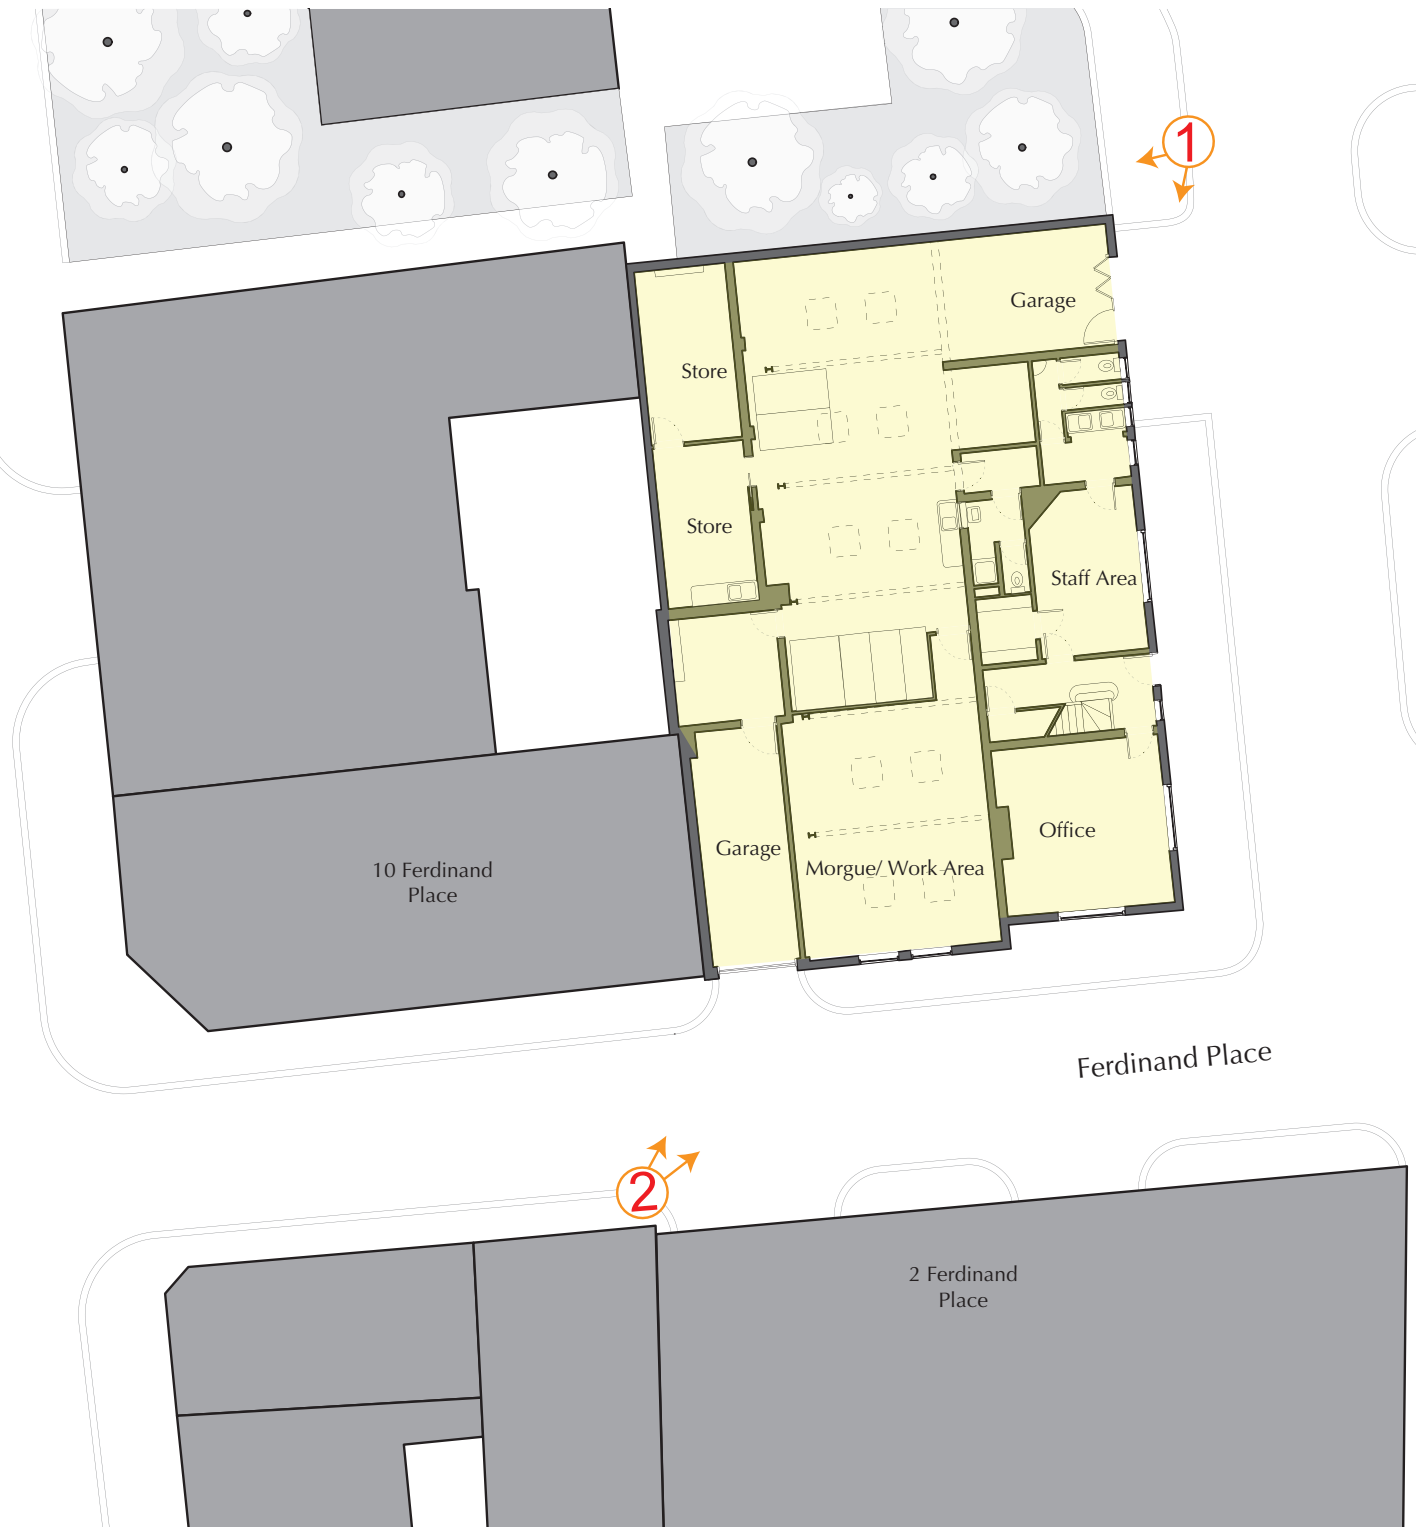 1
Garage
Store
Store
Staff Area
Office
Garage
Morgue/ Work Area
10 Ferdinand
Place
Ferdinand Place
2
2 Ferdinand
Place